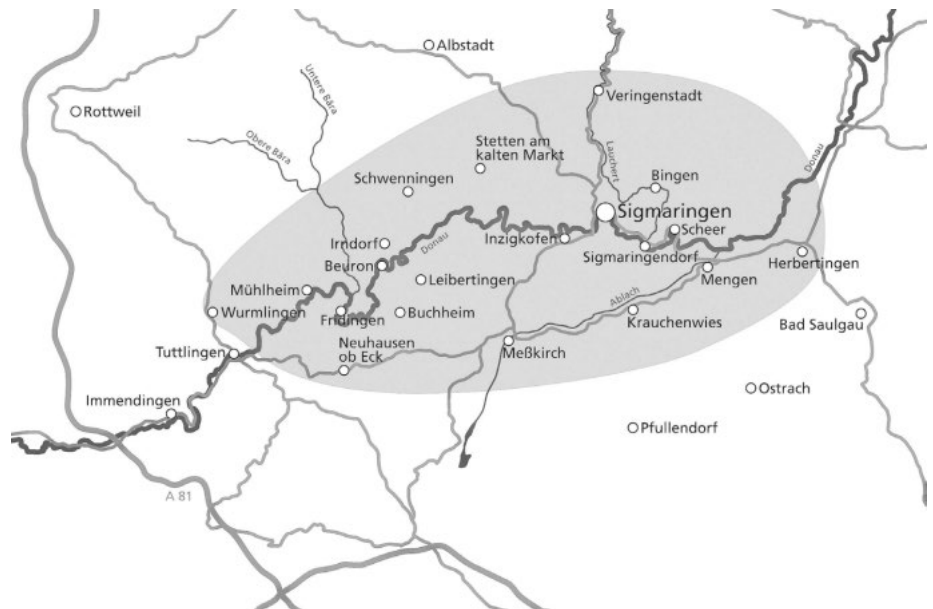 Albstadt
Untere Bära
Veringenstadt
Rottweil
Obere Bära
Stetten am
kalten Markt
Lauchert
Donau
Schwenningen
Bingen
Sigmaringen
Scheer
Irndorf
Donau
Inzigkofen
Sigmaringendorf
Herbertingen
Beuron
Leibertingen
Mengen
Mühlheim
Ablach
Wurmlingen
Fridingen
Buchheim
Krauchenwies
Bad Saulgau
Tuttlingen
Neuhausen
ob Eck
Meßkirch
Ostrach
Immendingen
Pfullendorf
A 81